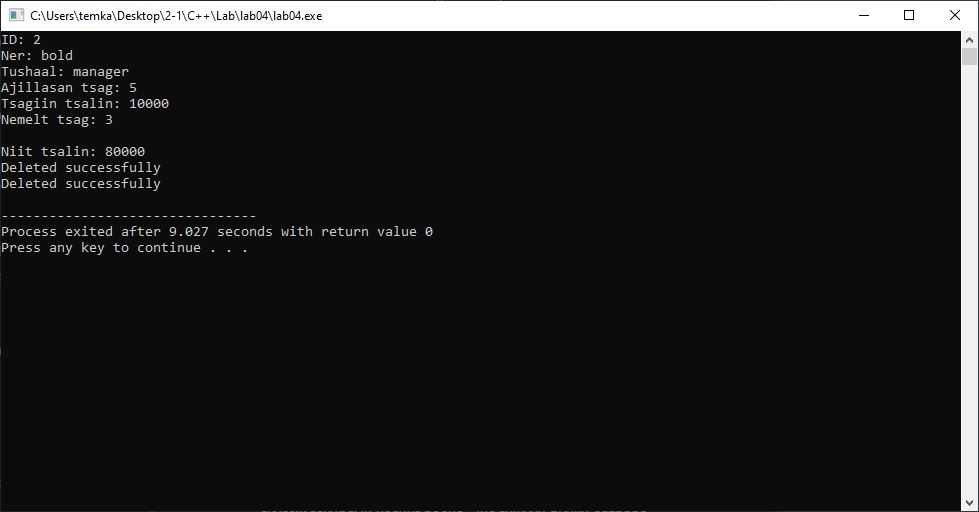 C:\Users\temka\Desktop\2-1\C++\Lab\lab04\lab04.exe
ID: 2
Ner: bold
Tushaal: manager
Ajillasan tsag: 5
Tsagiin tsalin: 10000
Nemelt tsag: 3
Niit tsalin: 80000
Deleted successfully
Deleted successfully
--------------------------------
Process exited after 9.027 seconds with return value 0
Press any key to continue . . .